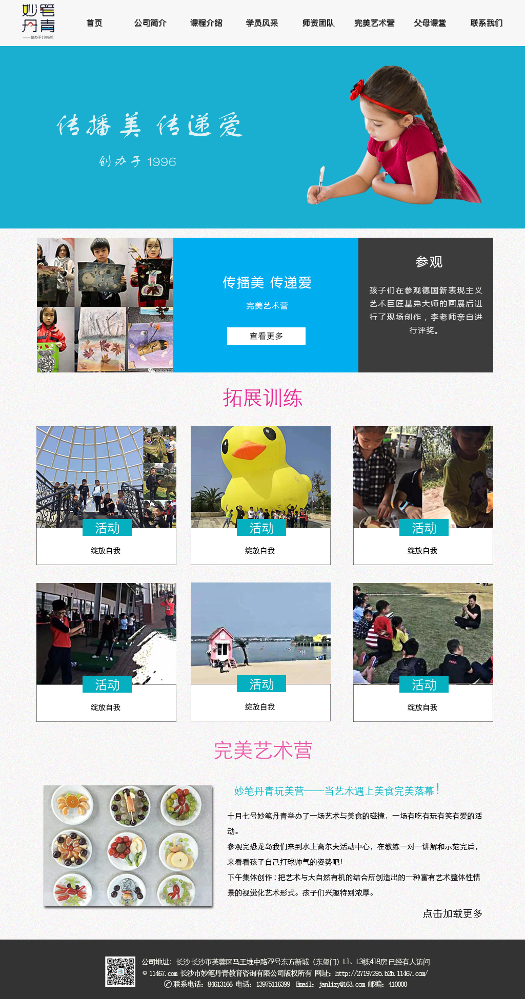 妙笔
丹青
——创办于1996年
首页 公司简介 课程介绍 学员风采 师资团队 完美艺术营 父母课堂 联系我们
传播美 传递爱
创办于 1996
传播美 传递爱
完美艺术营
查看更多
参观
孩子们在参观德国新表现主义
艺术巨匠基弗大师的画展后进
行了现场创作，李老师亲自进
行评奖。
拓展训练
活动 活动 活动
绽放自我 绽放自我 绽放自我
活动 活动 活动
绽放自我 绽放自我 绽放自我
完美艺术营
妙笔丹青玩美营——当艺术遇上美食完美落幕！
十月七号妙笔丹青举办了一场艺术与美食的碰撞，一场有吃有玩有笑有爱的活
动。
参观完恐龙岛我们来到水上高尔夫活动中心，在教练一对一讲解和示范完后，
来看看孩子自己打球帅气的姿势吧！
下午集体创作：把艺术与大自然有机的结合所创造出的一种富有艺术整体性情
景的视觉化艺术形式。孩子们兴趣特别浓厚。
点击加载更多
公司地址：长沙 长沙市芙蓉区马王堆中路79号东方新城（东玺门）L1、L3栋418房 已经有人访问
© 11467.com 长沙市妙笔丹青教育咨询有限公司版权所有 网址：http://27197295.b2b.11467.com/
联系电话：84613166 电话：13975116399 Email：janlizy@163.com 邮编：410000